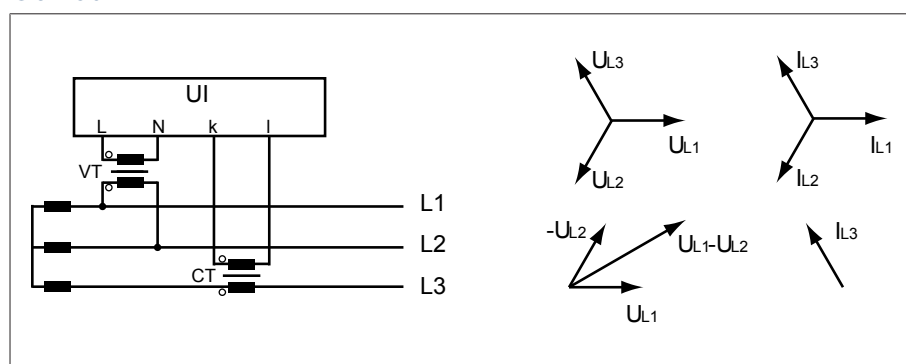 UI
L N k l
VT
L1
L2
CT
L3
UL3
UL1
UL2
IL3
IL1
IL2
-UL2
UL1-UL2
UL1
IL3